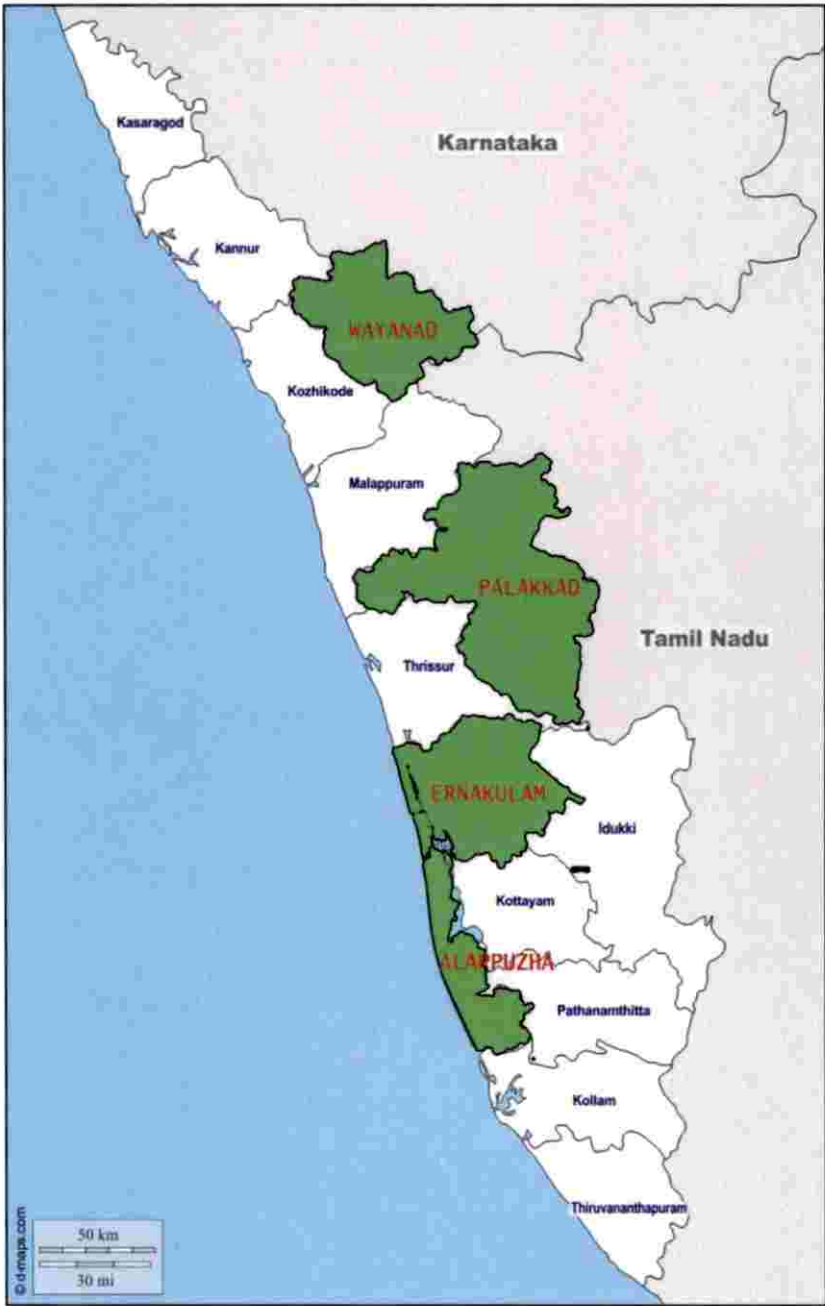 Kasaragod
Karnataka
Kannur
WAYANAD
Kozhikode
Malappuram
PALAKKAD
Tamil Nadu
Thrissur
ERNAKULAM
Idukki
Kottayam
ALAPPUZHA
Pathanamthitta
Kollam
Thiruvananthapuram
50 km
30 mi
© d-maps.com